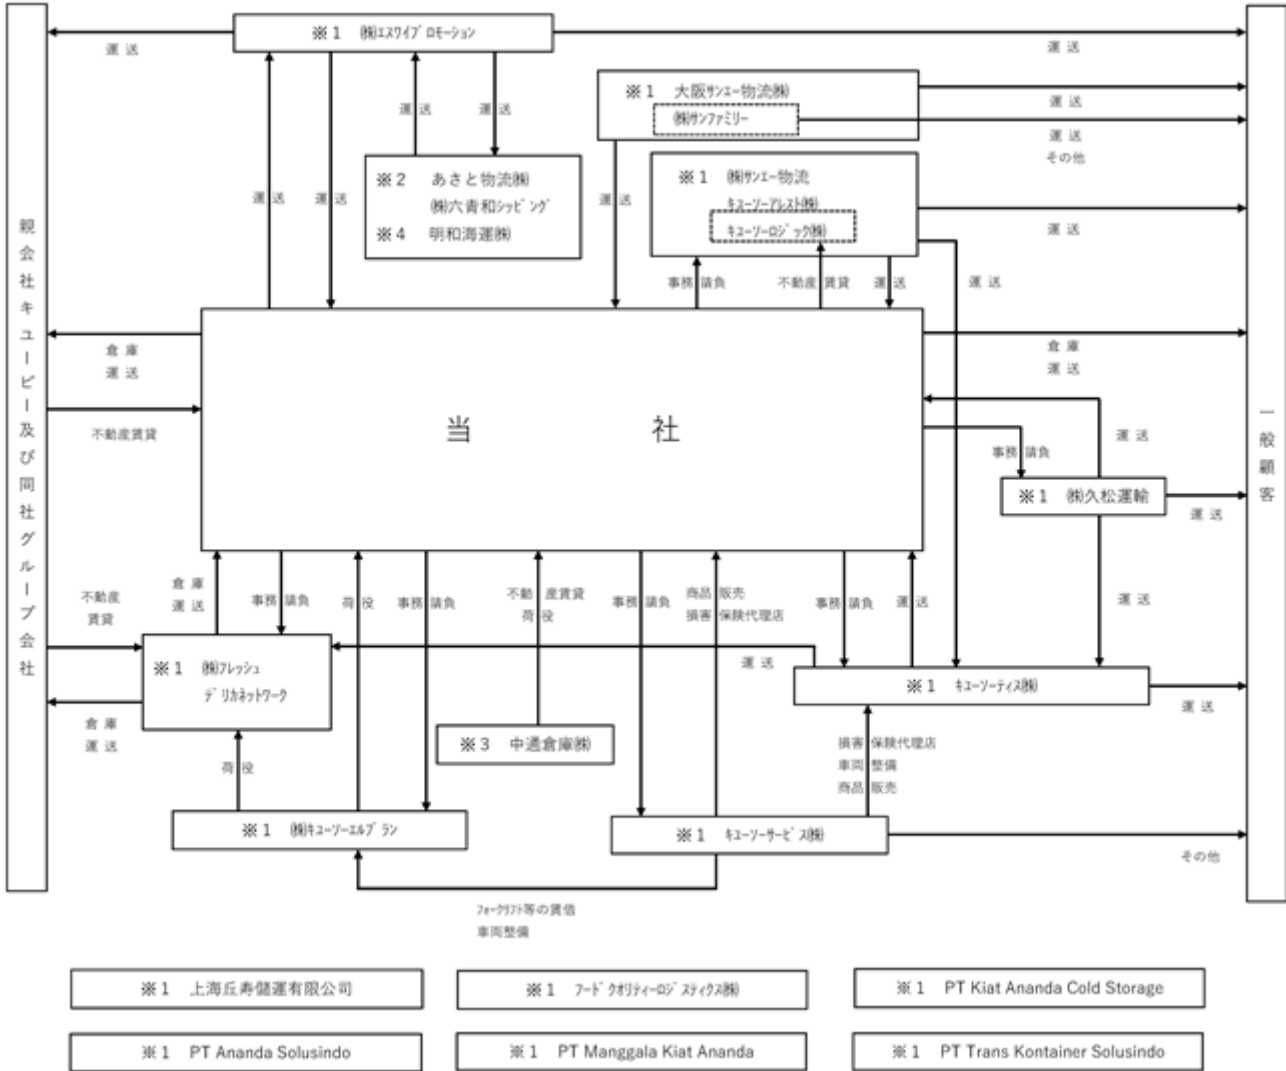 ※1 ㈱エスワイプロモーション
運 送
運 送
※1 大阪サンエー物流㈱
㈱サンファミリー
運 送
運 送
その他
運 送
運 送
※2 あさと物流㈱
㈱六青和シッピング
※4 明和海運㈱
※1 ㈱サンエー物流
キユーソーアレスト㈱
キユーソーロジック㈱
運 送
運 送
運 送
運 送
事務 請負
不動産 賃貸
運 送
運 送
親会社キユーピー及び同社グループ会社
一般顧客
倉 庫
運 送
倉 庫
運 送
不動産賃貸
当 社
運 送
事務 請負
※1 ㈱久松運輸
運 送
不動産
賃貸
倉 庫
運 送
事務 請負
荷 役
事務 請負
不動 産賃貸
荷 役
事務 請負
商品 販売
損害 保険代理店
事務 請負
運 送
運 送
※1 ㈱フレッシュ
デリカネットワーク
運 送
※1 キユーソーティス㈱
運 送
倉 庫
運 送
荷 役
※3 中通倉庫㈱
損害 保険代理店
車両 整備
商品 販売
※1 ㈱キユーソーエルプラン
※1 キユーソーサービス㈱
その他
フォークリフト等の賃借
車両整備
※1 上海丘寿儲運有限公司
※1 フードクオリティーロジスティクス㈱
※1 PT Kiat Ananda Cold Storage
※1 PT Ananda Solusindo
※1 PT Manggala Kiat Ananda
※1 PT Trans Kontainer Solusindo